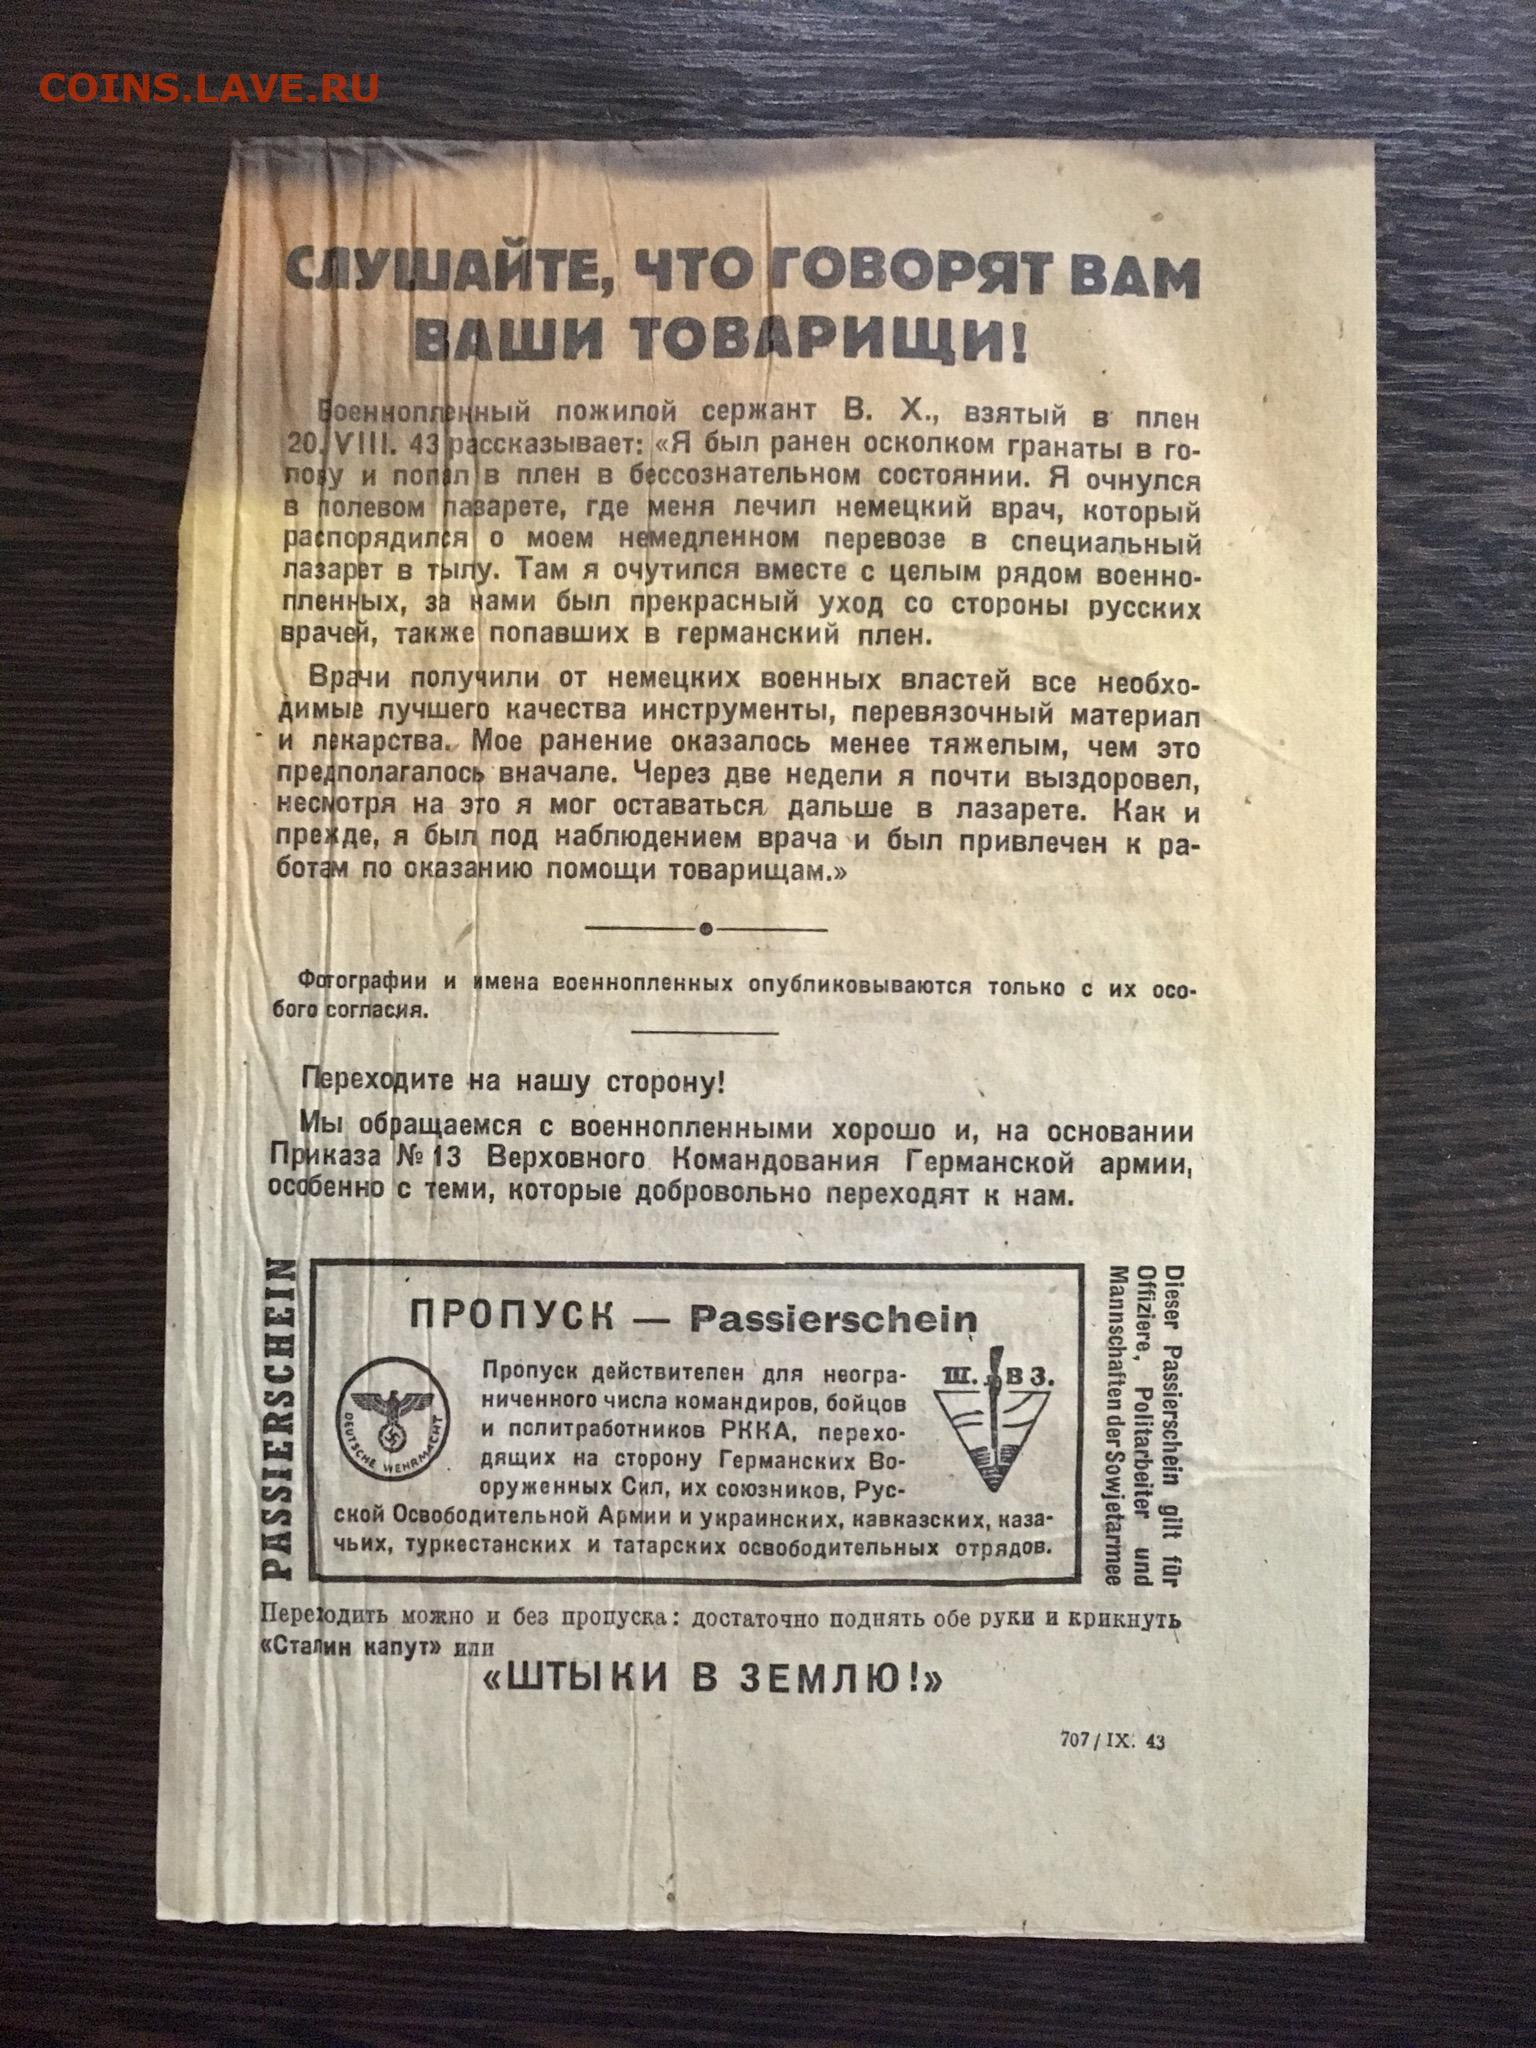 COINS.LAVE.RU
СЛУШАЙТЕ, ЧТО ГОВОРЯТ ВАМ
ВАШИ ТОВАРИЩИ!
Военнопленный пожилой сержант В. Х., взятый в плен
20. VIII. 43 рассказывает: «Я был ранен осколком гранаты в го-
лову и попал в плен в бессознательном состоянии. Я очнулся
в полевом лазарете, где меня лечил немецкий врач, который
распорядился о моем немедленном перевозе в специальный
лазарет в тылу. Там я очутился вместе с целым рядом военно-
пленных, за нами был прекрасный уход со стороны русских
врачей, также попавших в германский плен.
Врачи получили от немецких военных властей все необхо-
димые лучшего качества инструменты, перевязочный материал
и лекарства. Мое ранение оказалось менее тяжелым, чем это
предполагалось вначале. Через две недели я почти выздоровел,
несмотря на это я мог оставаться дальше в лазарете. Как и
прежде, я был под наблюдением врача и был привлечен к ра-
ботам по оказанию помощи товарищам.»
Фотографии и имена военнопленных опубликовываются только с их осо-
бого согласия.
Переходите на нашу сторону!
Мы обращаемся с военнопленными хорошо и, на основании
Приказа № 13 Верховного Командования Германской армии,
особенно с теми, которые добровольно переходят к нам.
PASSIERSCHEIN
ПРОПУСК — Passierschein
DEUTSCHE WEHRMACHT
Пропуск действителен для неогра-
ниченного числа командиров, бойцов
и политработников РККА, перехо-
дящих на сторону Германских Во-
оруженных Сил, их союзников, Рус-
ской Освободительной Армии и украинских, кавказских, каза-
чьих, туркестанских и татарских освободительных отрядов.
Ш. В З.
Dieser Passierschein gilt für
Offiziere, Politarbeiter und
Mannschaften der Sowjetarmee
Переходить можно и без пропуска: достаточно поднять обе руки и крикнуть
«Сталин капут» или
«ШТЫКИ В ЗЕМЛЮ!»
707 / IX. 43